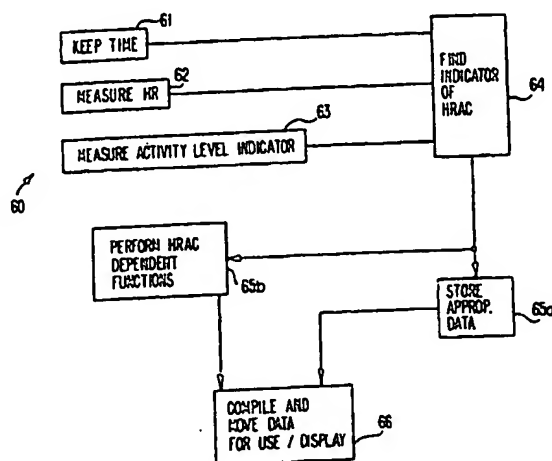 61
KEEP TIME
62
MEASURE HR
63
MEASURE ACTIVITY LEVEL INDICATOR
FIND
INDICATOR
OF
HRAC
64
60
PERFORM HRAC
DEPENDENT
FUNCTIONS
65b
STORE
APPROP.
DATA
65a
COMPILE AND
MOVE DATA
FOR USE / DISPLAY
66